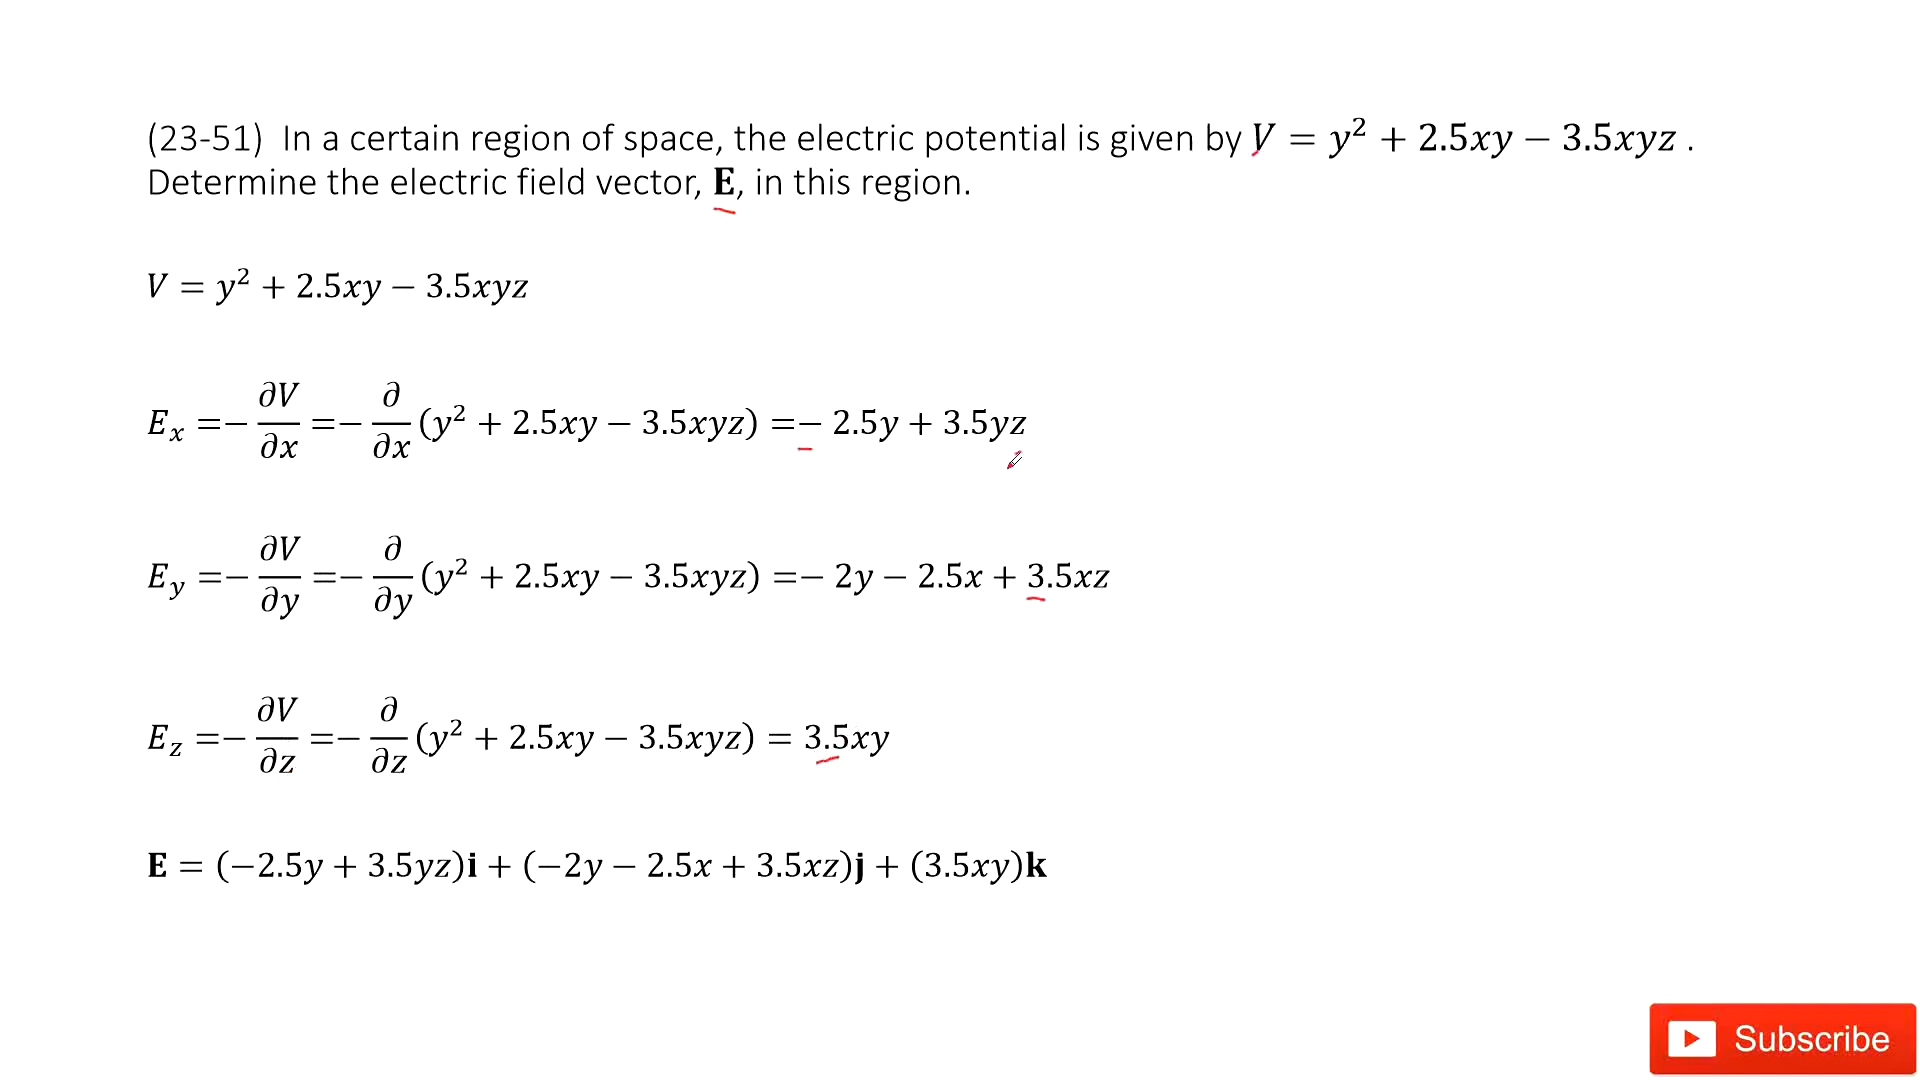 (23-51) In a certain region of space, the electric potential is given by V = y² + 2.5xy − 3.5xyz .
Determine the electric field vector, E, in this region.
V = y² + 2.5xy − 3.5xyz
E_x =− ∂V/∂x =− ∂/∂x (y² + 2.5xy − 3.5xyz) =− 2.5y + 3.5yz
E_y =− ∂V/∂y =− ∂/∂y (y² + 2.5xy − 3.5xyz) =− 2y − 2.5x + 3.5xz
E_z =− ∂V/∂z =− ∂/∂z (y² + 2.5xy − 3.5xyz) = 3.5xy
E = (−2.5y + 3.5yz)i + (−2y − 2.5x + 3.5xz)j + (3.5xy)k
Subscribe